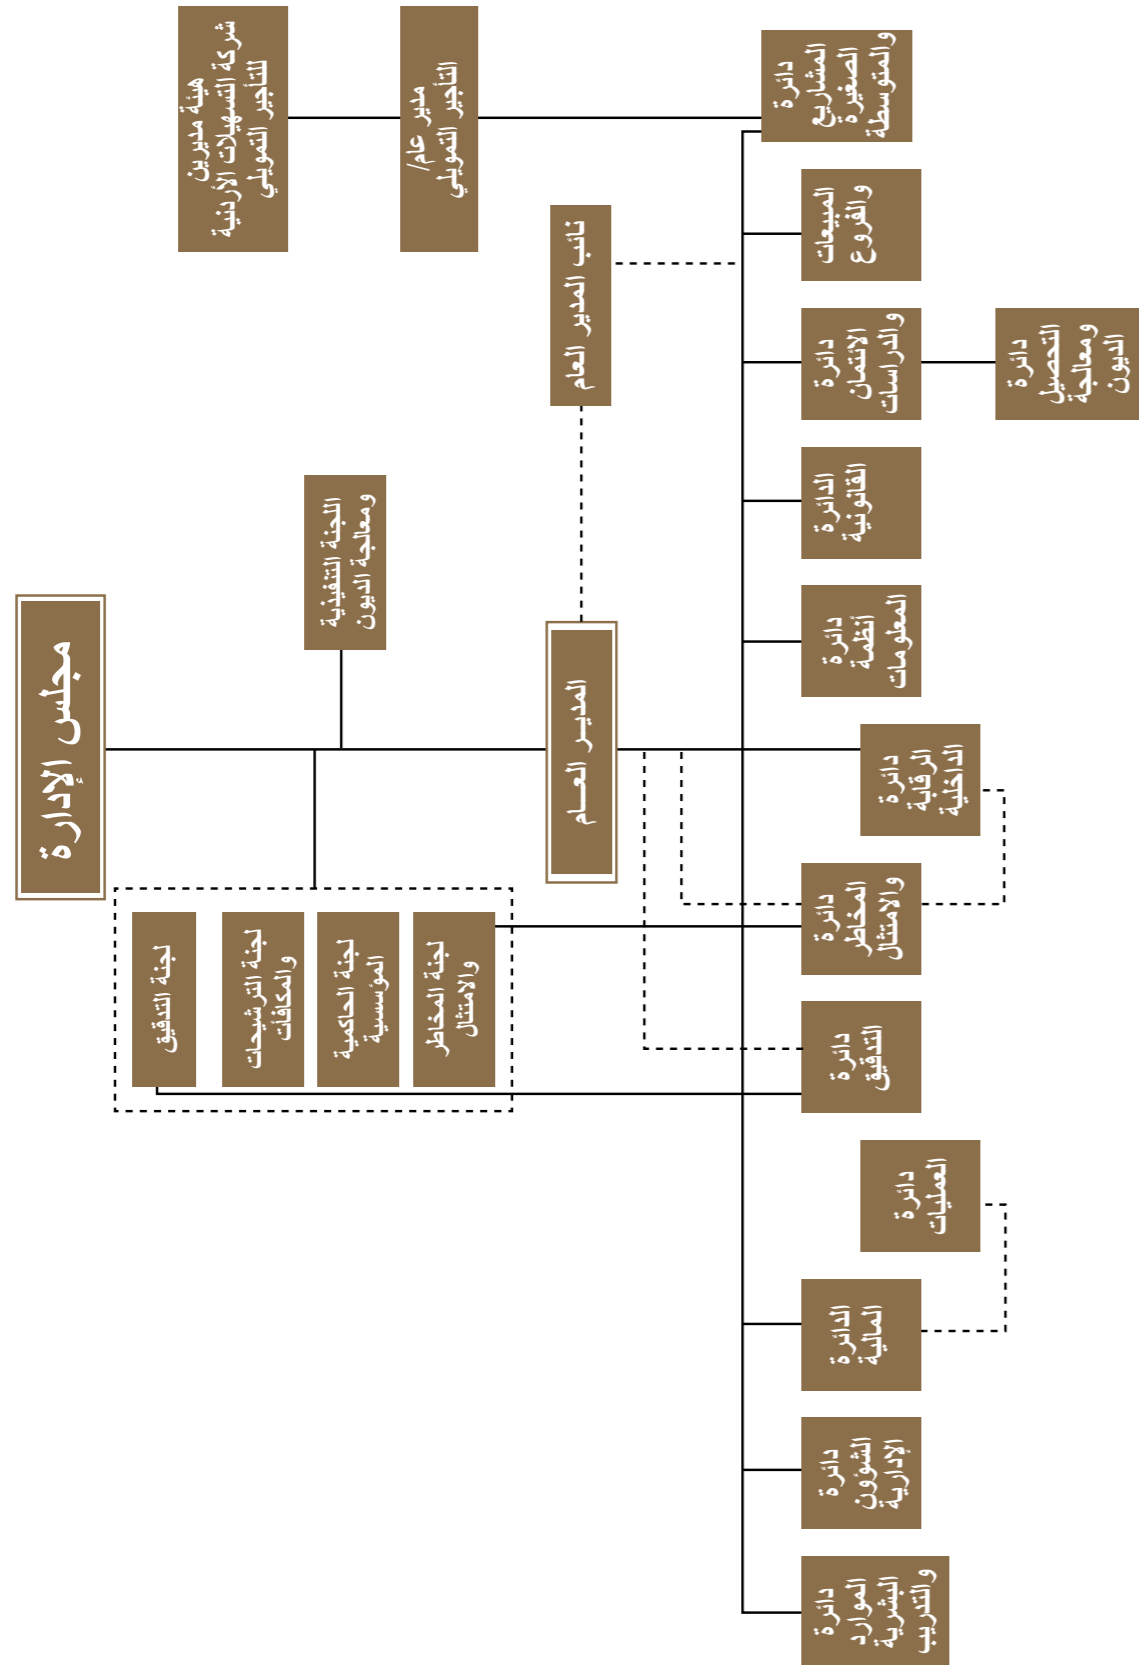 مجلس الإدارة
هيئة مديرين
شركة التسهيلات الأردنية
للتأجير التمويلي
مدير عام/
التأجير التمويلي
اللجنة التنفيذية
ومعالجة الديون
لجنة التدقيق
لجنة الترشيحات
والمكافآت
لجنة الحاكمية
المؤسسية
لجنة المخاطر
والامتثال
نائب المدير العام
المديـر العـــام
دائرة
المشاريع
الصغيرة
والمتوسطة
المبيعات
والفروع
دائرة
الائتمان
والدراسات
دائرة
التحصيل
ومعالجة
الديون
الدائرة
القانونية
دائرة
أنظمة
المعلومات
دائرة
الرقابة
الداخلية
دائرة
المخاطر
والامتثال
دائرة
التدقيق
دائرة
العمليات
الدائرة
المالية
دائرة
الشؤون
الإدارية
دائرة
الموارد
البشرية
والتدريب